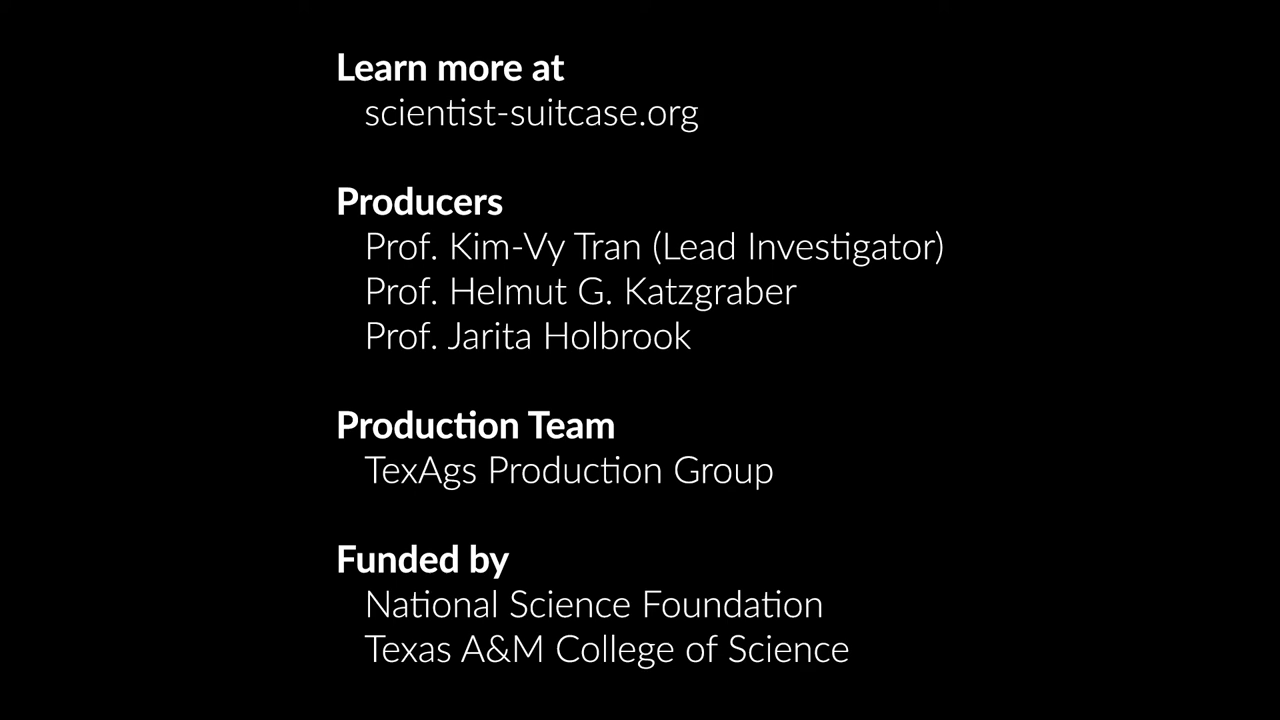 Learn more at
scientist-suitcase.org
Producers
Prof. Kim-Vy Tran (Lead Investigator)
Prof. Helmut G. Katzgraber
Prof. Jarita Holbrook
Production Team
TexAgs Production Group
Funded by
National Science Foundation
Texas A&M College of Science